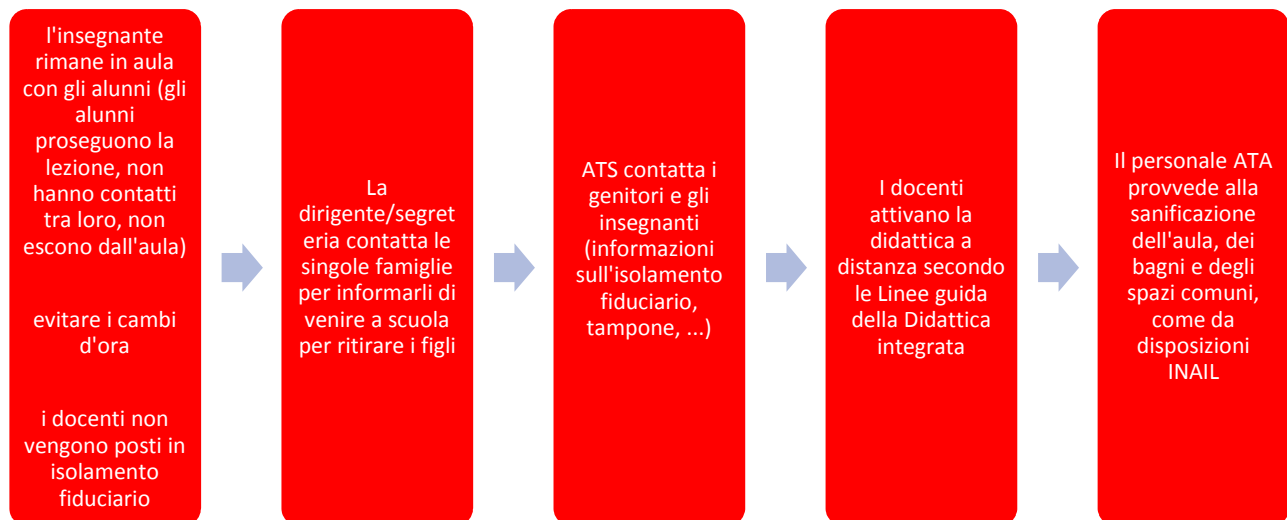 l'insegnante
rimane in aula
con gli alunni (gli
alunni
proseguono la
lezione, non
hanno contatti
tra loro, non
escono dall'aula)
evitare i cambi
d'ora
i docenti non
vengono posti in
isolamento
fiduciario
La
dirigente/segret
eria contatta le
singole famiglie
per informarli di
venire a scuola
per ritirare i figli
ATS contatta i
genitori e gli
insegnanti
(informazioni
sull'isolamento
fiduciario,
tampone, ...)
I docenti
attivano la
didattica a
distanza secondo
le Linee guida
della Didattica
integrata
Il personale ATA
provvede alla
sanificazione
dell'aula, dei
bagni e degli
spazi comuni,
come da
disposizioni
INAIL